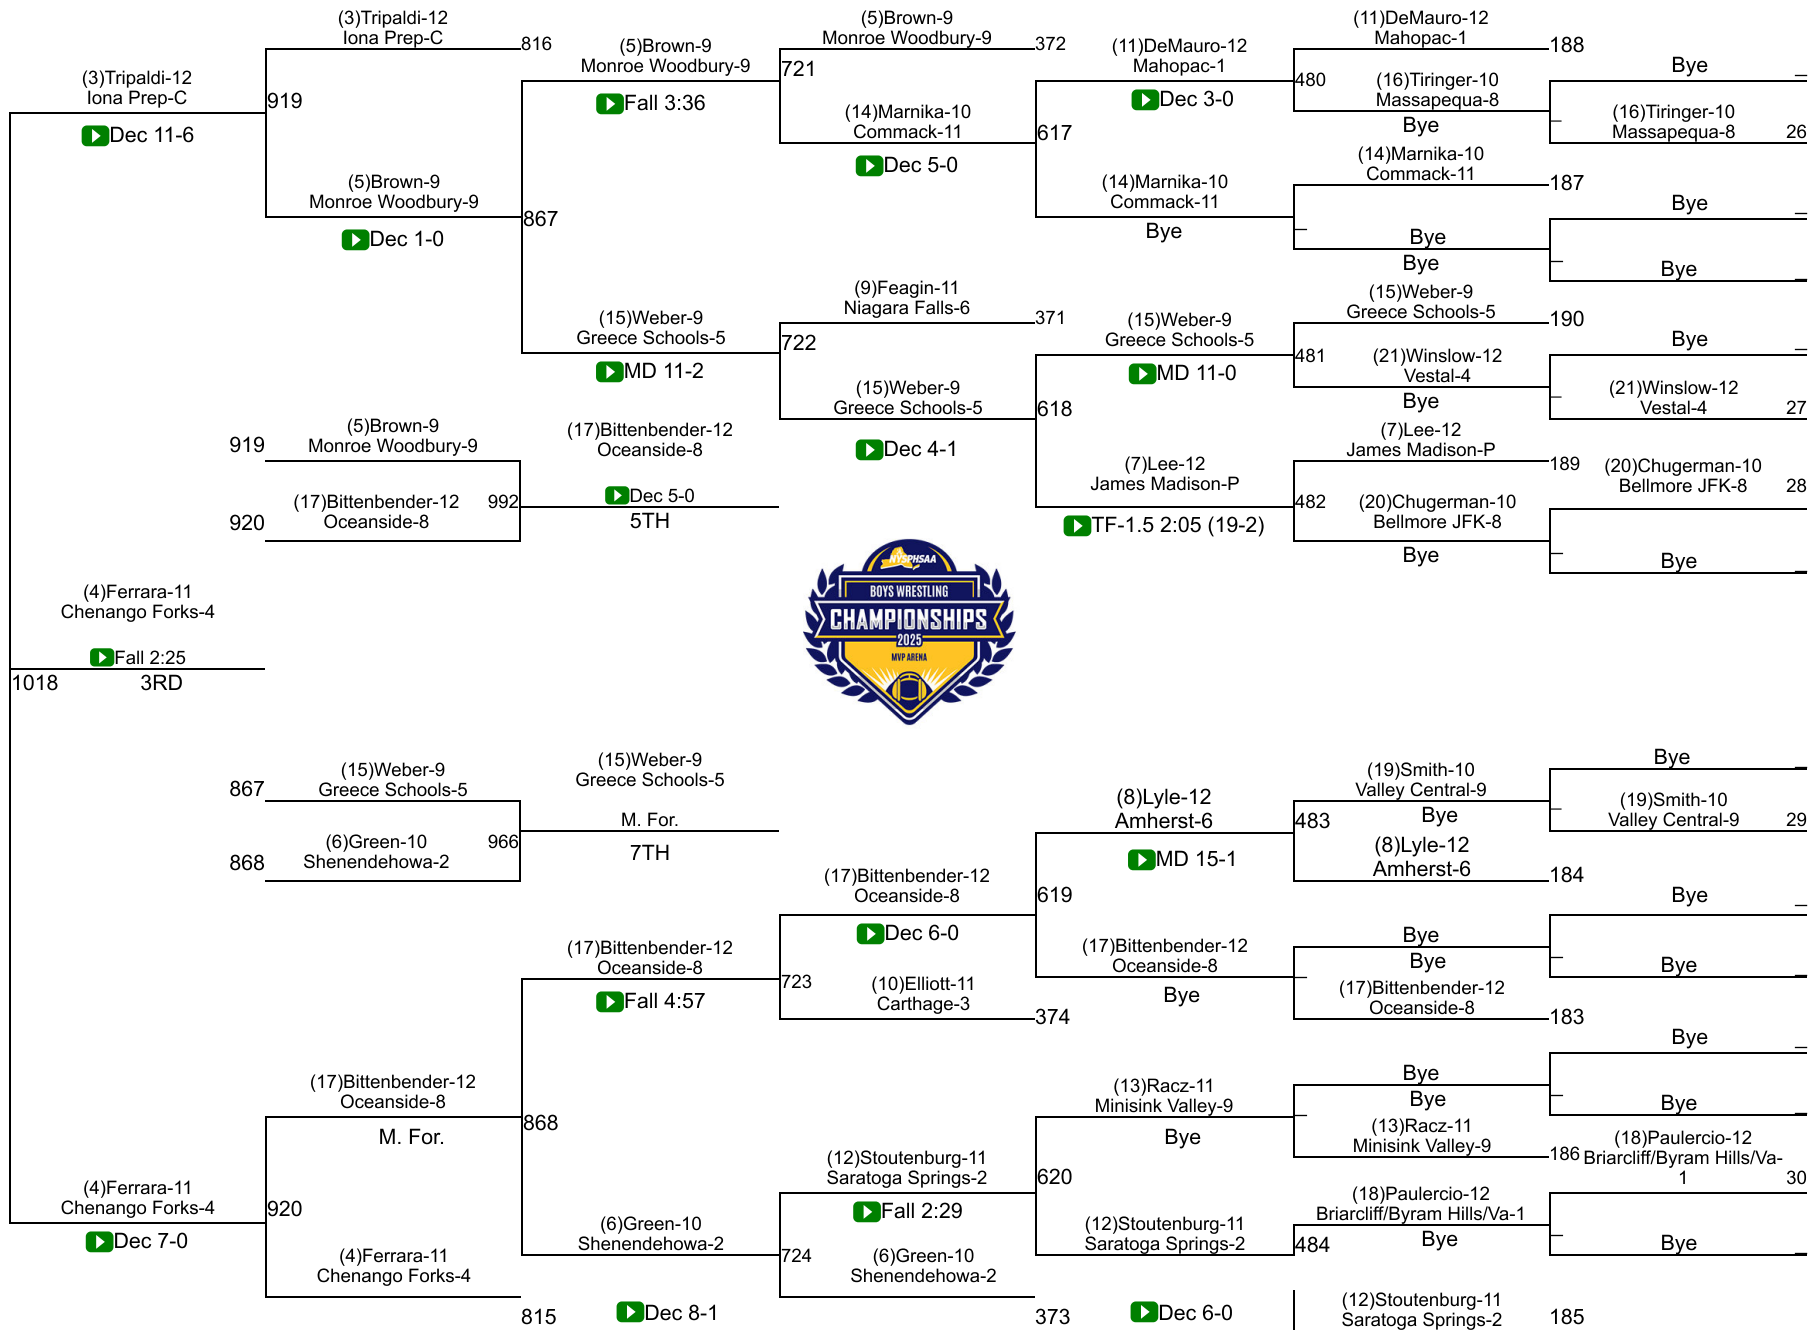 (3)Tripaldi-12
Iona Prep-C
816
(5)Brown-9
Monroe Woodbury-9
(5)Brown-9
Monroe Woodbury-9
372
(11)DeMauro-12
Mahopac-1
(11)DeMauro-12
Mahopac-1
188
Bye
(3)Tripaldi-12
Iona Prep-C
919
Dec 11-6
Fall 3:36
721
Dec 3-0
480
(16)Tiringer-10
Massapequa-8
Bye
(16)Tiringer-10
Massapequa-8
26
(14)Marnika-10
Commack-11
617
Dec 5-0
(14)Marnika-10
Commack-11
187
Bye
(5)Brown-9
Monroe Woodbury-9
867
Dec 1-0
(14)Marnika-10
Commack-11
Bye
Bye
Bye
Bye
(9)Feagin-11
Niagara Falls-6
371
(15)Weber-9
Greece Schools-5
190
(15)Weber-9
Greece Schools-5
722
MD 11-2
(15)Weber-9
Greece Schools-5
481
MD 11-0
(21)Winslow-12
Vestal-4
Bye
Bye
(21)Winslow-12
Vestal-4
27
(15)Weber-9
Greece Schools-5
618
Dec 4-1
919
(5)Brown-9
Monroe Woodbury-9
(17)Bittenbender-12
Oceanside-8
(7)Lee-12
James Madison-P
189
(20)Chugerman-10
Bellmore JFK-8
28
(7)Lee-12
James Madison-P
482
TF-1.5 2:05 (19-2)
(20)Chugerman-10
Bellmore JFK-8
Bye
Bye
920
(17)Bittenbender-12
Oceanside-8
992
Dec 5-0
5TH
NYSPHSAA
BOYS WRESTLING
CHAMPIONSHIPS
2025
MVP ARENA
(4)Ferrara-11
Chenango Forks-4
Fall 2:25
1018
3RD
867
(15)Weber-9
Greece Schools-5
(15)Weber-9
Greece Schools-5
M. For.
7TH
868
(6)Green-10
Shenendehowa-2
966
(8)Lyle-12
Amherst-6
MD 15-1
(19)Smith-10
Valley Central-9
Bye
483
(8)Lyle-12
Amherst-6
184
Bye
(19)Smith-10
Valley Central-9
29
Bye
(17)Bittenbender-12
Oceanside-8
619
Dec 6-0
(17)Bittenbender-12
Oceanside-8
Fall 4:57
723
(10)Elliott-11
Carthage-3
374
(17)Bittenbender-12
Oceanside-8
Bye
Bye
Bye
Bye
(17)Bittenbender-12
Oceanside-8
183
Bye
(17)Bittenbender-12
Oceanside-8
M. For.
868
(13)Racz-11
Minisink Valley-9
Bye
Bye
Bye
Bye
(13)Racz-11
Minisink Valley-9
186
(18)Paulercio-12
Briarcliff/Byram Hills/Va-
1
30
(12)Stoutenburg-11
Saratoga Springs-2
620
Fall 2:29
(4)Ferrara-11
Chenango Forks-4
920
Dec 7-0
(6)Green-10
Shenendehowa-2
724
(12)Stoutenburg-11
Saratoga Springs-2
484
(18)Paulercio-12
Briarcliff/Byram Hills/Va-1
Bye
Bye
(4)Ferrara-11
Chenango Forks-4
815
Dec 8-1
(6)Green-10
Shenendehowa-2
373
Dec 6-0
(12)Stoutenburg-11
Saratoga Springs-2
185